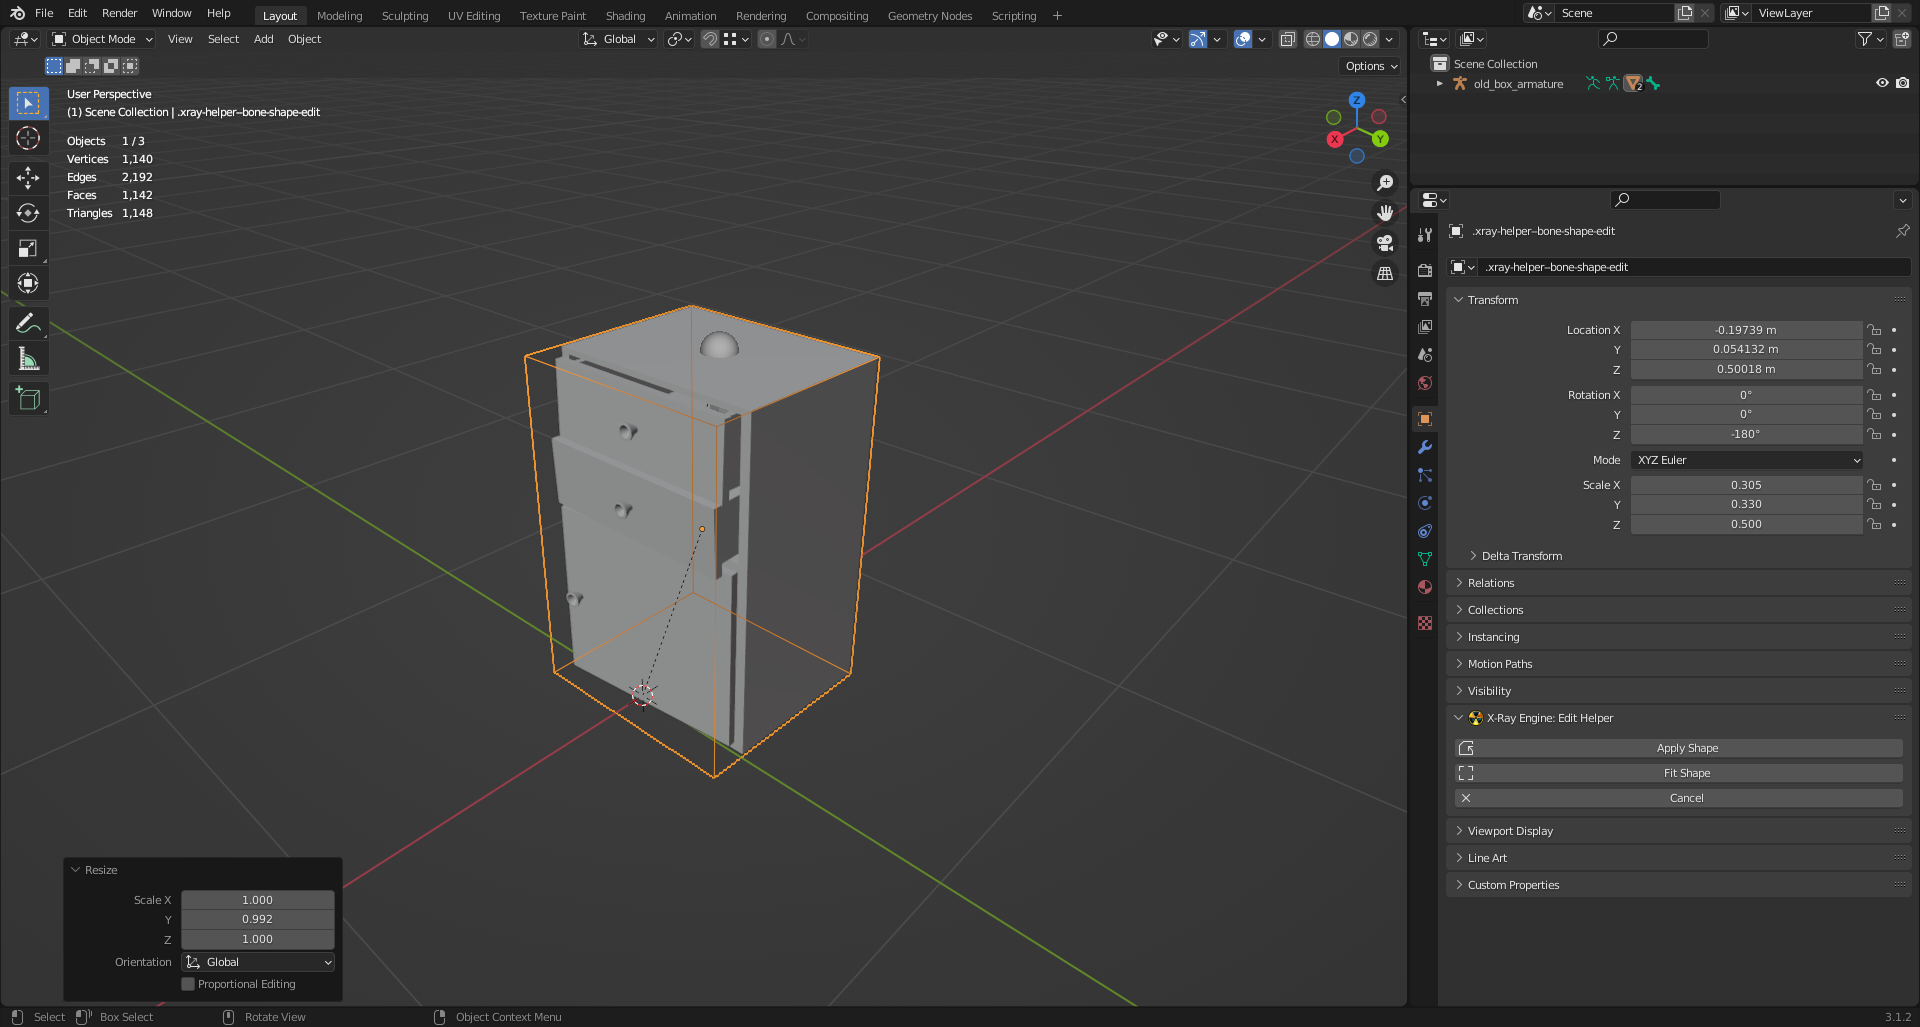 File Edit Render Window Help Layout Modeling Sculpting UV Editing Texture Paint Shading Animation Rendering Compositing Geometry Nodes Scripting + Scene ViewLayer
Object Mode View Select Add Object Global
Options
User Perspective
(1) Scene Collection | .xray-helper--bone-shape-edit
Objects 1 / 3
Vertices 1,140
Edges 2,192
Faces 1,142
Triangles 1,148
Z
X Y
Scene Collection
old_box_armature 2
.xray-helper--bone-shape-edit
.xray-helper--bone-shape-edit
Transform
Location X -0.19739 m
Y 0.054132 m
Z 0.50018 m
Rotation X 0°
Y 0°
Z -180°
Mode XYZ Euler
Scale X 0.305
Y 0.330
Z 0.500
Delta Transform
Relations
Collections
Instancing
Motion Paths
Visibility
X-Ray Engine: Edit Helper
Apply Shape
Fit Shape
Cancel
Viewport Display
Line Art
Custom Properties
Resize
Scale X 1.000
Y 0.992
Z 1.000
Orientation Global
Proportional Editing
Select Box Select Rotate View Object Context Menu 3.1.2